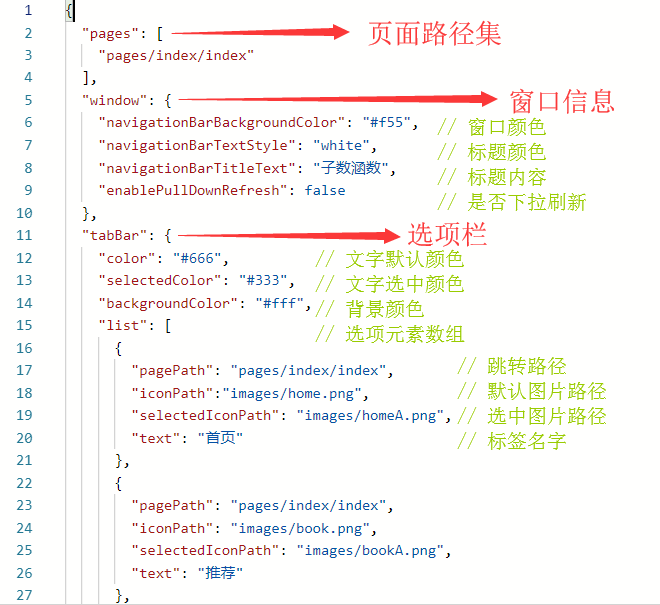 1 {
2 "pages": [ 页面路径集
3 "pages/index/index"
4 ],
5 "window": { 窗口信息
6 "navigationBarBackgroundColor": "#f55", // 窗口颜色
7 "navigationBarTextStyle": "white", // 标题颜色
8 "navigationBarTitleText": "子数涵数", // 标题内容
9 "enablePullDownRefresh": false // 是否下拉刷新
10 },
11 "tabBar": { 选项栏
12 "color": "#666", // 文字默认颜色
13 "selectedColor": "#333", // 文字选中颜色
14 "backgroundColor": "#fff", // 背景颜色
15 "list": [ // 选项元素数组
16 {
17 "pagePath": "pages/index/index", // 跳转路径
18 "iconPath":"images/home.png", // 默认图片路径
19 "selectedIconPath": "images/homeA.png", // 选中图片路径
20 "text": "首页" // 标签名字
21 },
22 {
23 "pagePath": "pages/index/index",
24 "iconPath": "images/book.png",
25 "selectedIconPath": "images/bookA.png",
26 "text": "推荐"
27 },